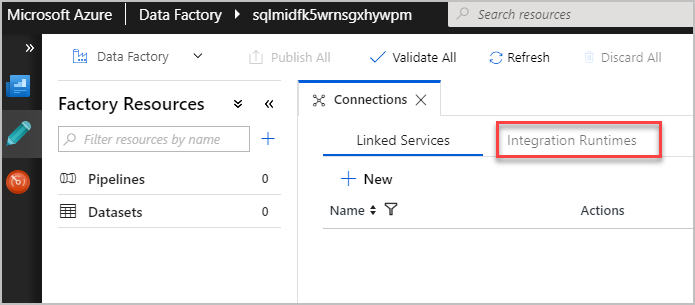 Microsoft Azure Data Factory sqlmidfk5wrnsgxhywpm Search resources
» Data Factory Publish All Validate All Refresh Discard All
Factory Resources « Connections
Filter resources by name + Linked Services Integration Runtimes
Pipelines 0 + New
Datasets 0 Name Actions